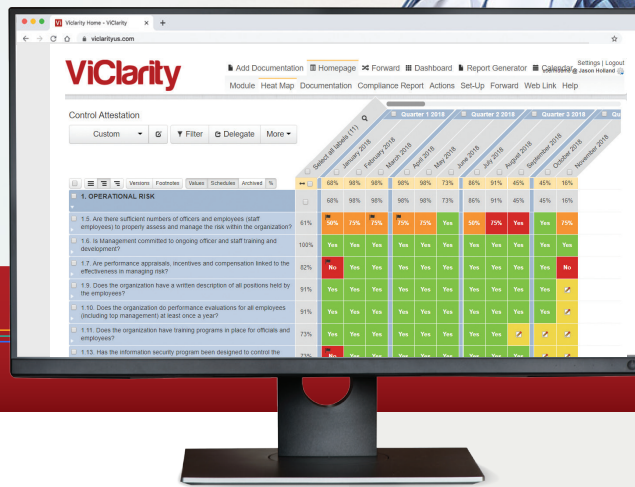 Viclarity Home - ViClarity
viclarityus.com
ViClarity
Settings | Logout
Jason Holland
Add Documentation Homepage Forward Dashboard Report Generator Calendar
Module Heat Map Documentation Compliance Report Actions Set-Up Forward Web Link Help
Control Attestation
Custom Filter Delegate More
Quarter 1 2018 Quarter 2 2018 Quarter 3 2018 Qu
Select all labels (11) January 2018 February 2018 March 2018 April 2018 May 2018 June 2018 July 2018 August 2018 September 2018 October 2018 November 2018
Versions Footnotes Values Schedules Archived % 68% 98% 98% 98% 98% 73% 86% 91% 45% 45% 16%
1. OPERATIONAL RISK 68% 98% 98% 98% 98% 73% 86% 91% 45% 45% 16%
1.5. Are there sufficient numbers of officers and employees (staff
employees) to properly assess and manage the risk within the organization? 61% 50% 75% 75% 75% 75% Yes 50% 75% Yes Yes 75%
1.6. Is Management committed to ongoing officer and staff training and
development? 100% Yes Yes Yes Yes Yes Yes Yes Yes Yes Yes Yes
1.7. Are performance appraisals, incentives and compensation linked to the
effectiveness in managing risk? 82% No Yes Yes Yes Yes Yes Yes Yes Yes Yes No
1.9. Does the organization have a written description of all positions held by
the employees? 91% Yes Yes Yes Yes Yes Yes Yes Yes Yes Yes
1.10. Does the organization do performance evaluations for all employees
(including top management) at least once a year? 91% Yes Yes Yes Yes Yes Yes Yes Yes Yes Yes
1.11. Does the organization have training programs in place for officials and
employees? 73% Yes Yes Yes Yes Yes Yes Yes Yes
1.13. Has the information security program been designed to control the
73% No Yes Yes Yes Yes Yes Yes Yes Yes